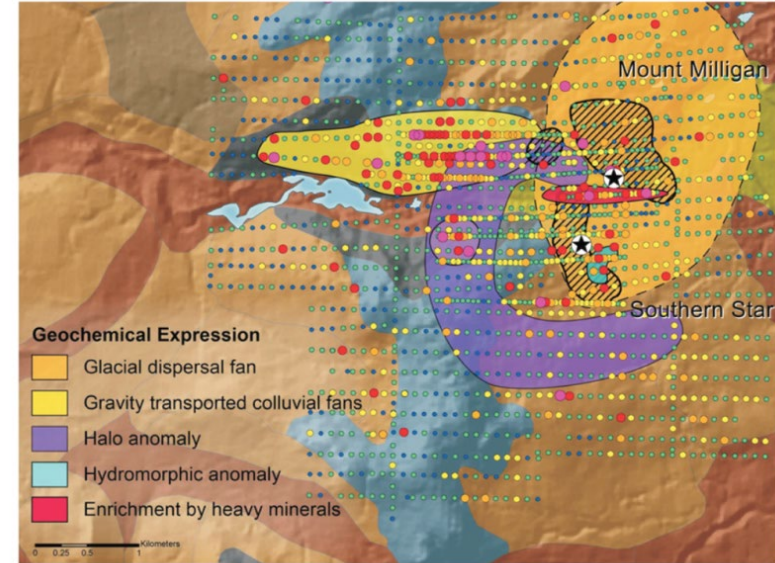 Mount Milligan
Southern Star
Geochemical Expression
Glacial dispersal fan
Gravity transported colluvial fans
Halo anomaly
Hydromorphic anomaly
Enrichment by heavy minerals
Kilometers
0 0.25 0.5 1